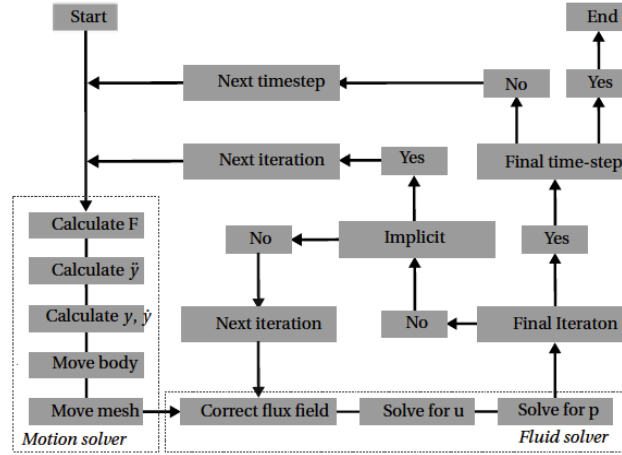 Start
End
Next timestep
No
Yes
Next iteration
Yes
Final time-step
Calculate F
No
Implicit
Yes
Calculate ÿ
Calculate y, ẏ
Next iteration
No
Final Iteraton
Move body
Move mesh
Correct flux field
Solve for u
Solve for p
Motion solver
Fluid solver